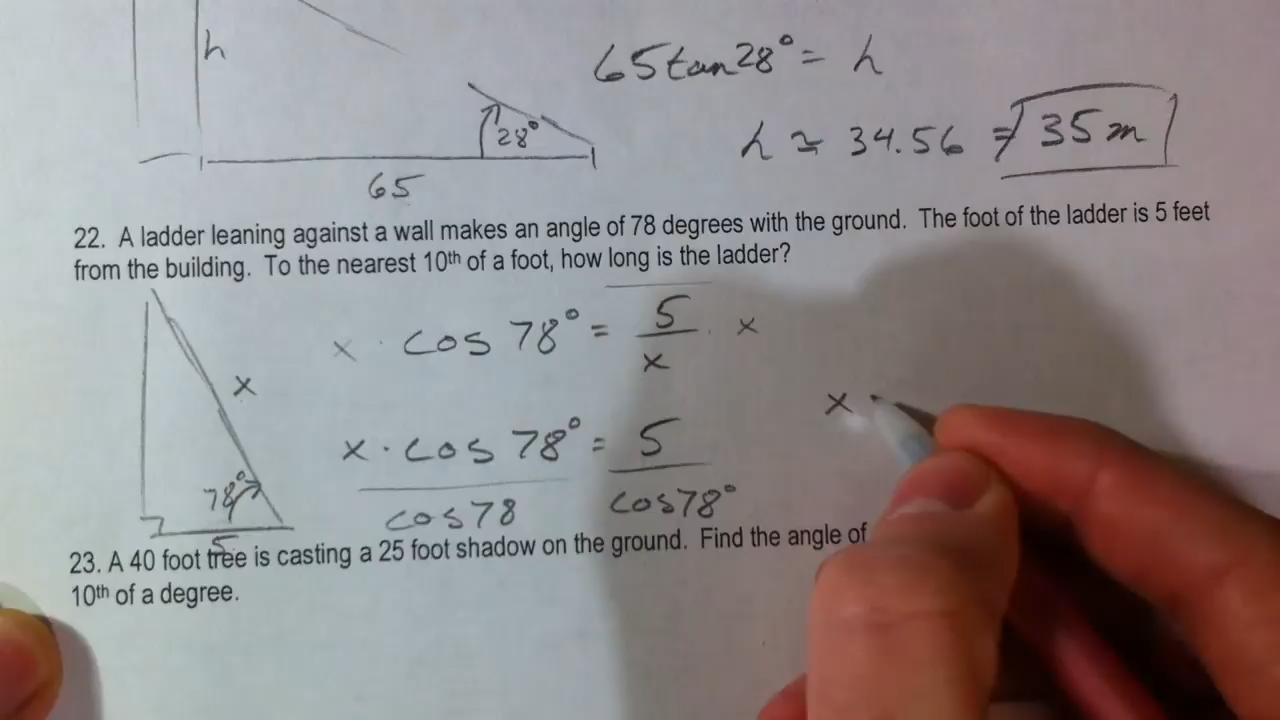 h
65tan28° = h
28°
h ≃ 34.56 ⇒ 35m
65
22. A ladder leaning against a wall makes an angle of 78 degrees with the ground. The foot of the ladder is 5 feet
from the building. To the nearest 10th of a foot, how long is the ladder?
x · cos 78° = 5/x · x
x
x
x · cos 78° = 5
78°
cos78 cos78°
5
23. A 40 foot tree is casting a 25 foot shadow on the ground. Find the angle of
10th of a degree.